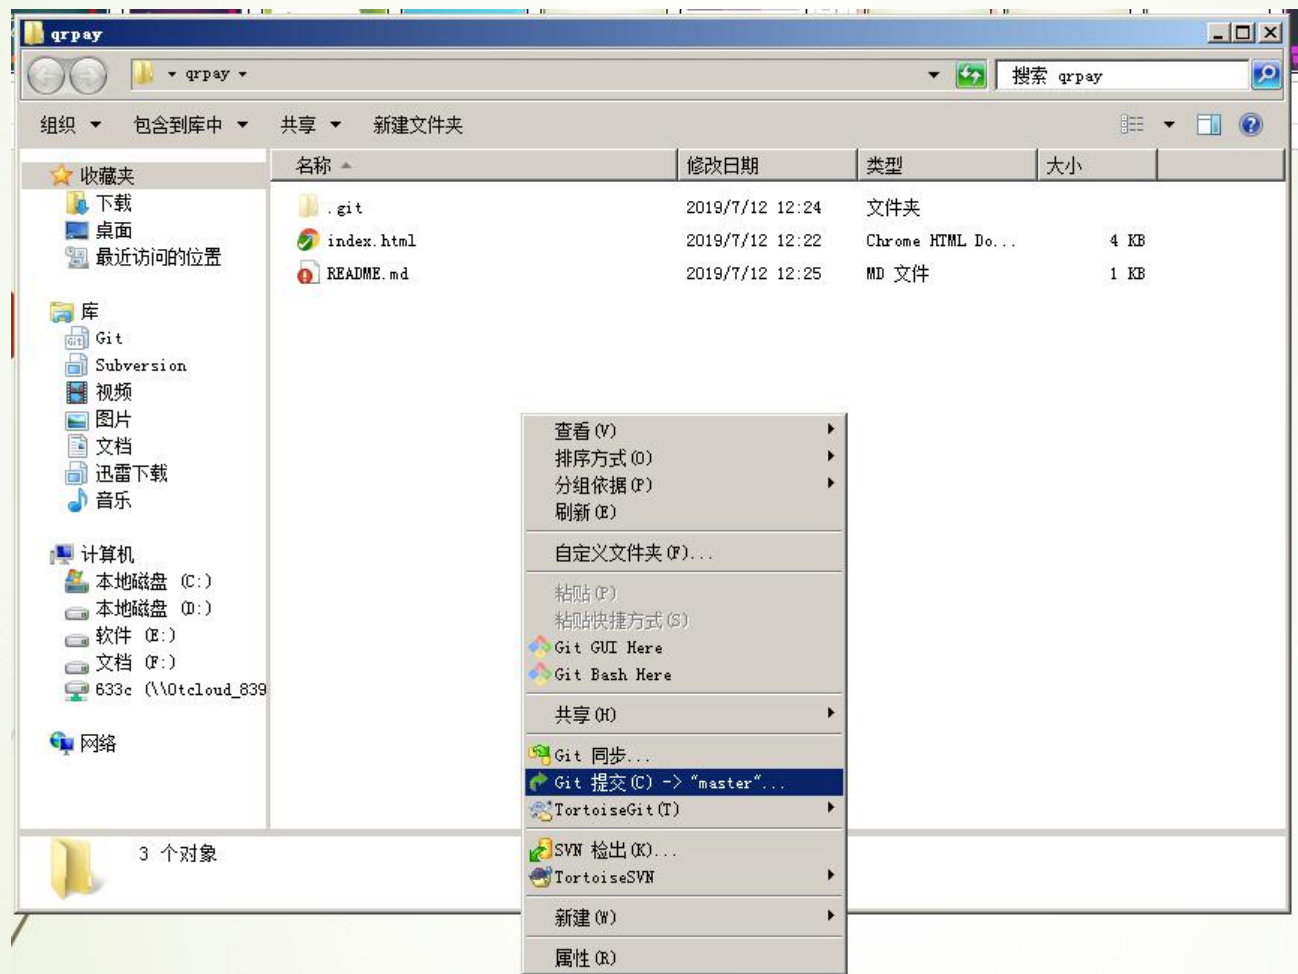 qrpay
qrpay
搜索 qrpay
组织 包含到库中 共享 新建文件夹
名称 修改日期 类型 大小
收藏夹
下载
桌面
最近访问的位置
库
Git
Subversion
视频
图片
文档
迅雷下载
音乐
计算机
本地磁盘 (C:)
本地磁盘 (D:)
软件 (E:)
文档 (F:)
633c (\\Otcloud_839
网络
.git 2019/7/12 12:24 文件夹
index.html 2019/7/12 12:22 Chrome HTML Do... 4 KB
README.md 2019/7/12 12:25 MD 文件 1 KB
查看(V)
排序方式(O)
分组依据(P)
刷新(E)
自定义文件夹(F)...
粘贴(P)
粘贴快捷方式(S)
Git GUI Here
Git Bash Here
共享(H)
Git 同步...
Git 提交(C) -> “master“...
TortoiseGit(T)
SVN 检出(K)...
TortoiseSVN
新建(W)
属性(R)
3 个对象